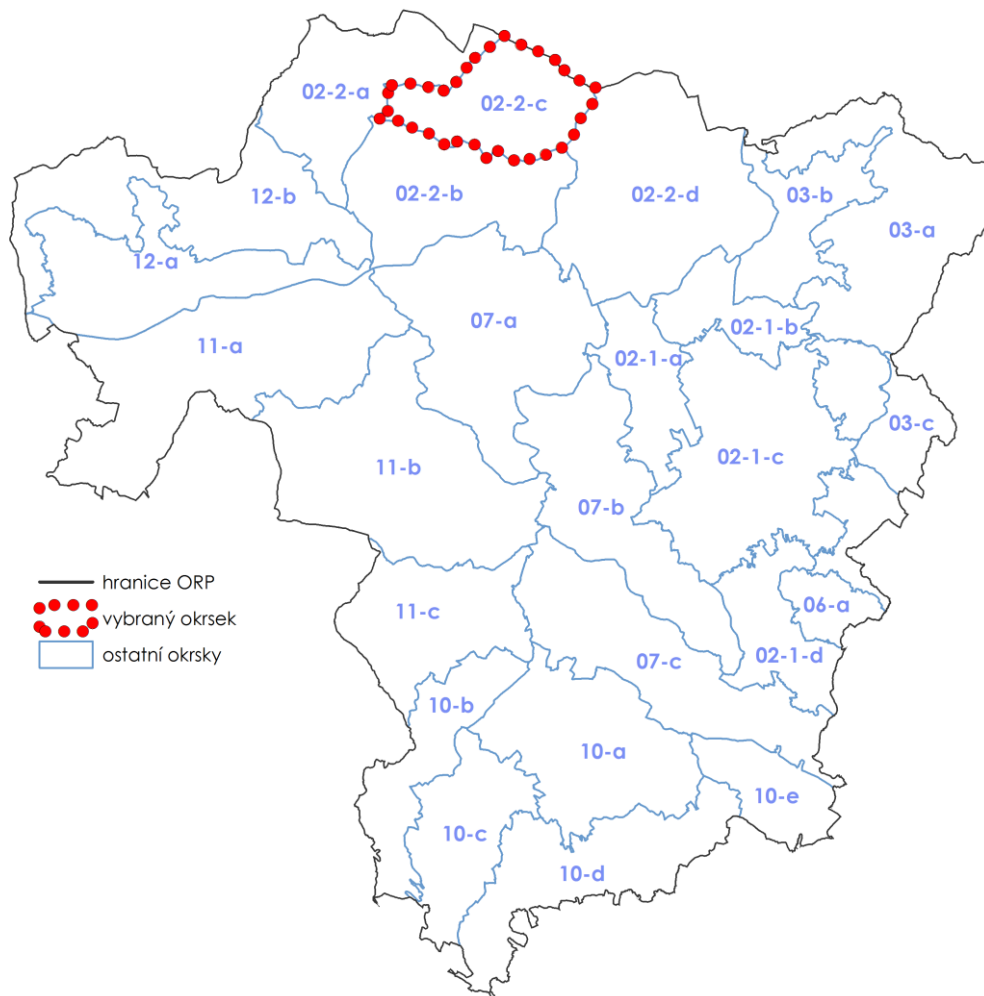 02-2-a
02-2-c
12-b
02-2-b
02-2-d
03-b
03-a
12-a
07-a
02-1-b
11-a
02-1-a
03-c
11-b
02-1-c
07-b
hranice ORP
vybraný okrsek
ostatní okrsky
11-c
06-a
07-c
02-1-d
10-b
10-a
10-e
10-c
10-d